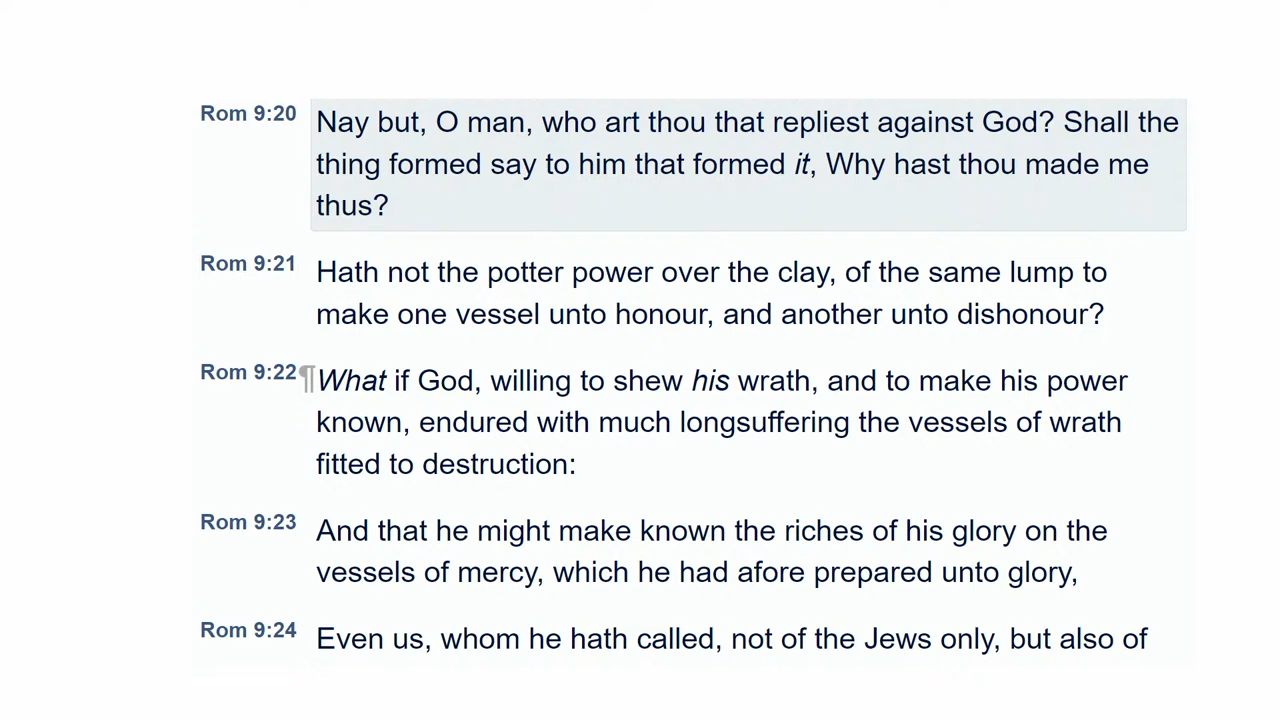 Rom 9:20 Nay but, O man, who art thou that repliest against God? Shall the
thing formed say to him that formed it, Why hast thou made me
thus?
Rom 9:21 Hath not the potter power over the clay, of the same lump to
make one vessel unto honour, and another unto dishonour?
Rom 9:22 ¶What if God, willing to shew his wrath, and to make his power
known, endured with much longsuffering the vessels of wrath
fitted to destruction:
Rom 9:23 And that he might make known the riches of his glory on the
vessels of mercy, which he had afore prepared unto glory,
Rom 9:24 Even us, whom he hath called, not of the Jews only, but also of